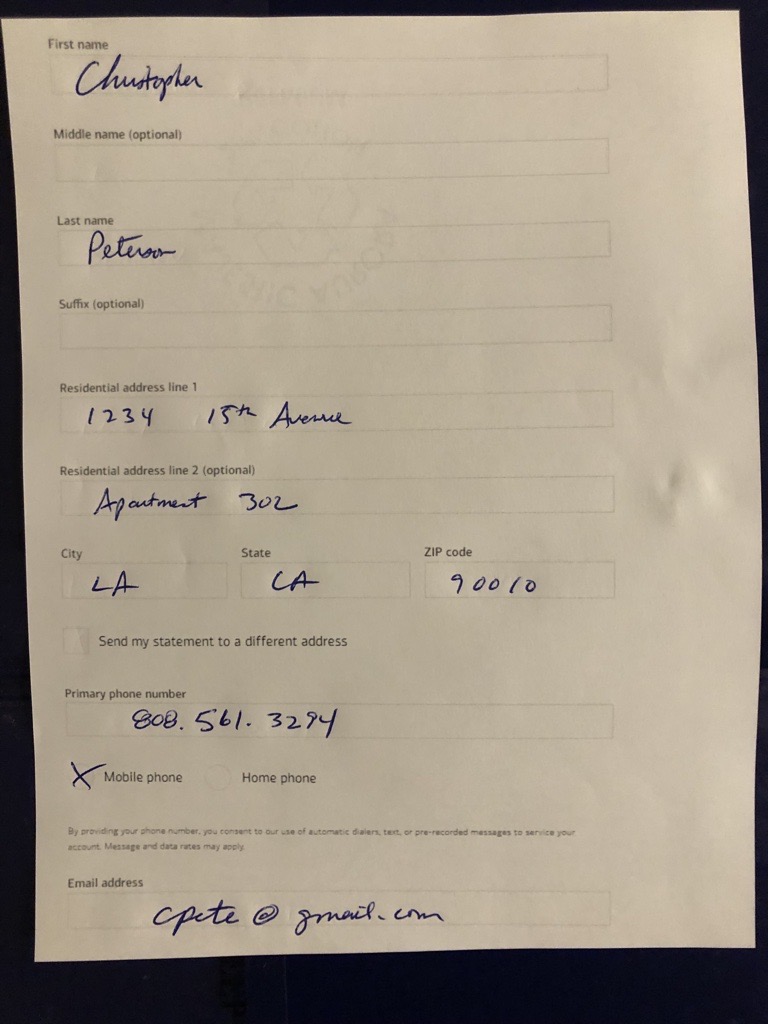 First name
Christopher
Middle name (optional)
Last name
Peterson
Suffix (optional)
Residential address line 1
1234 15th Avenue
Residential address line 2 (optional)
Apartment 302
City State ZIP code
LA CA 90010
Send my statement to a different address
Primary phone number
808. 561. 3294
Mobile phone Home phone
By providing your phone number, you consent to our use of automatic dialers, text, or pre-recorded messages to service your
account. Message and data rates may apply.
Email address
cpete @ gmail.com